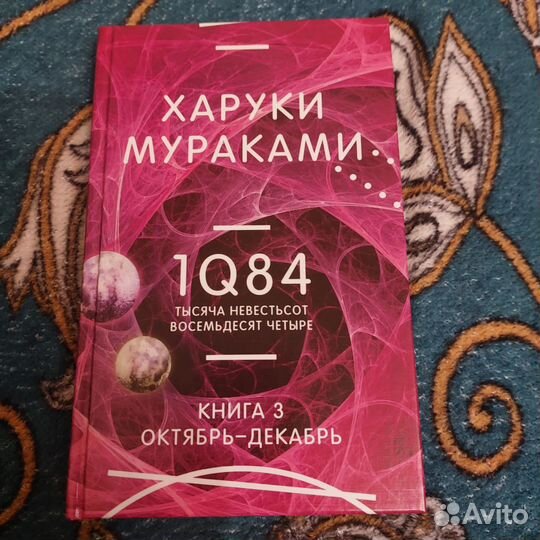 ХАРУКИ
МУРАКАМИ
1Q84
ТЫСЯЧА НЕВЕСТЬСОТ
ВОСЕМЬДЕСЯТ ЧЕТЫРЕ
КНИГА 3
ОКТЯБРЬ–ДЕКАБРЬ
Avito